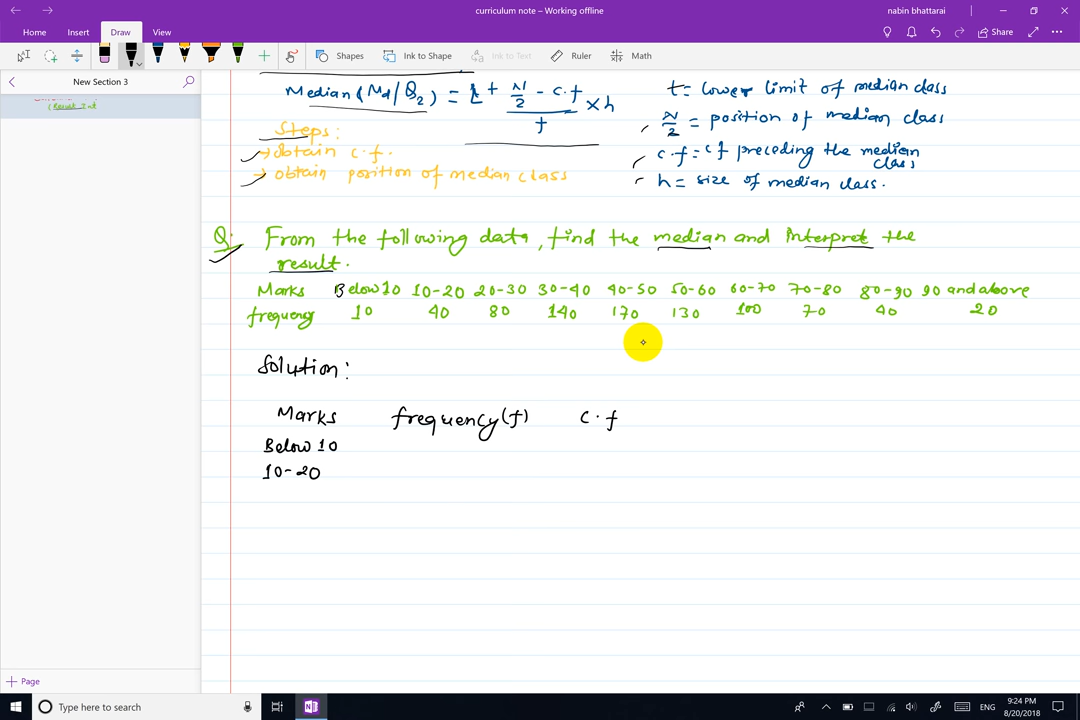 curriculum note – Working offline
nabin bhattarai
Home Insert Draw View
Share
Shapes Ink to Shape Ink to Text Ruler Math
New Section 3
Median (Md/Q2) = L + N/2 - c.f / f × h
L = lower limit of median class
N/2 = position of median class
c.f = cf preceding the median class
h = size of median class.
Steps:
→ obtain c.f.
→ obtain position of median class
Q. From the following data, find the median and interpret the
result.
Marks Below 10 10-20 20-30 30-40 40-50 50-60 60-70 70-80 80-90 90 and above
frequency 10 40 80 140 170 130 100 70 40 20
Solution:
Marks frequency(f) c.f
Below 10
10-20
Page
Type here to search
ENG
9:24 PM
8/20/2018